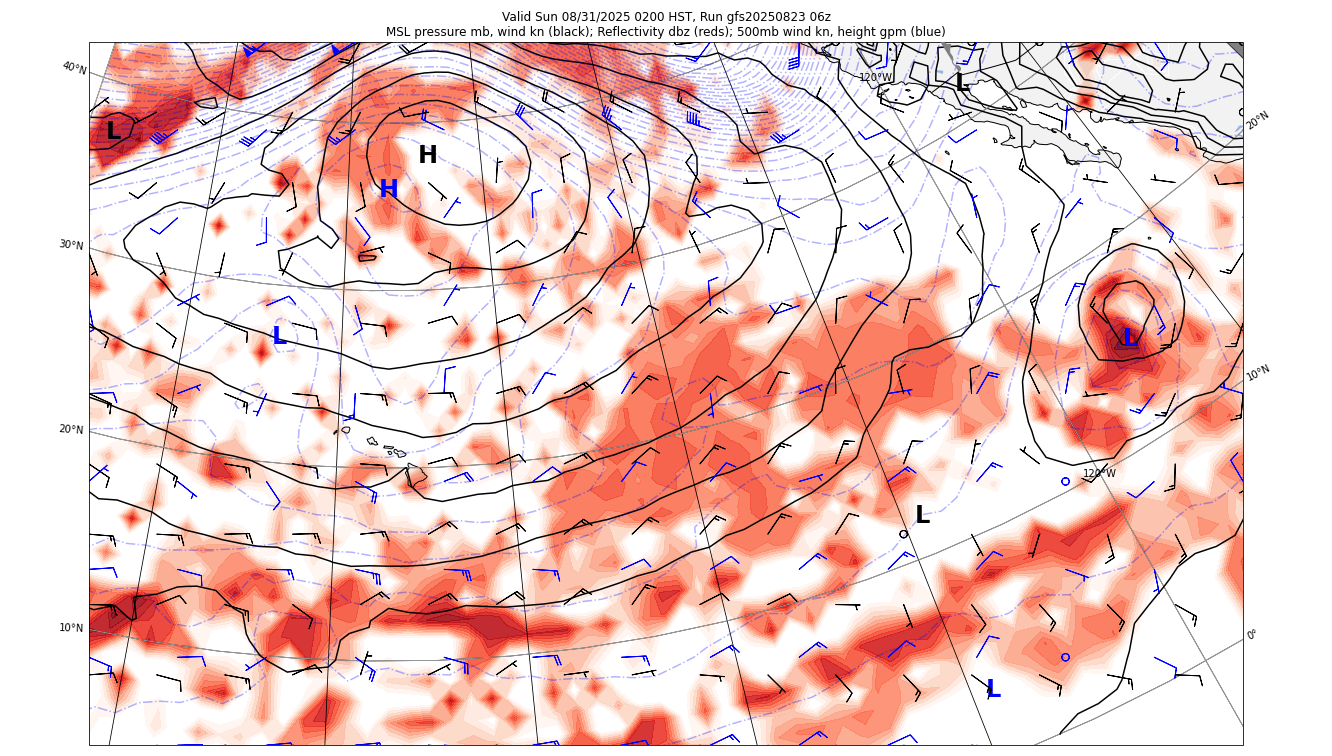 Valid Sun 08/31/2025 0200 HST, Run gfs20250823 06z
MSL pressure mb, wind kn (black); Reflectivity dbz (reds); 500mb wind kn, height gpm (blue)
40°N
120°W
L
20°N
L
H
H
30°N
L
L
10°N
20°N
120°W
L
10°N
0°
L